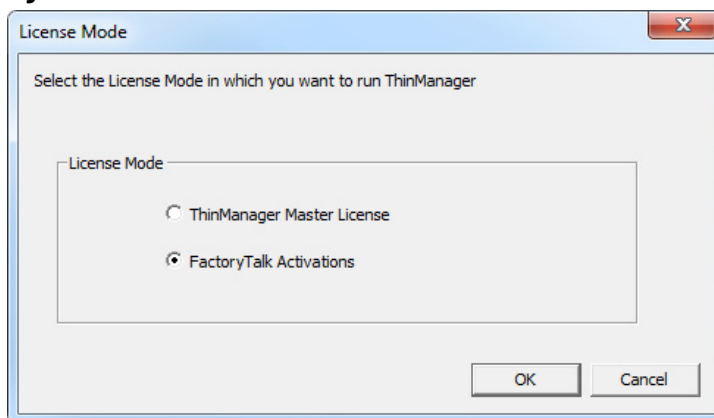 License Mode
Select the License Mode in which you want to run ThinManager
License Mode
ThinManager Master License
FactoryTalk Activations
OK
Cancel